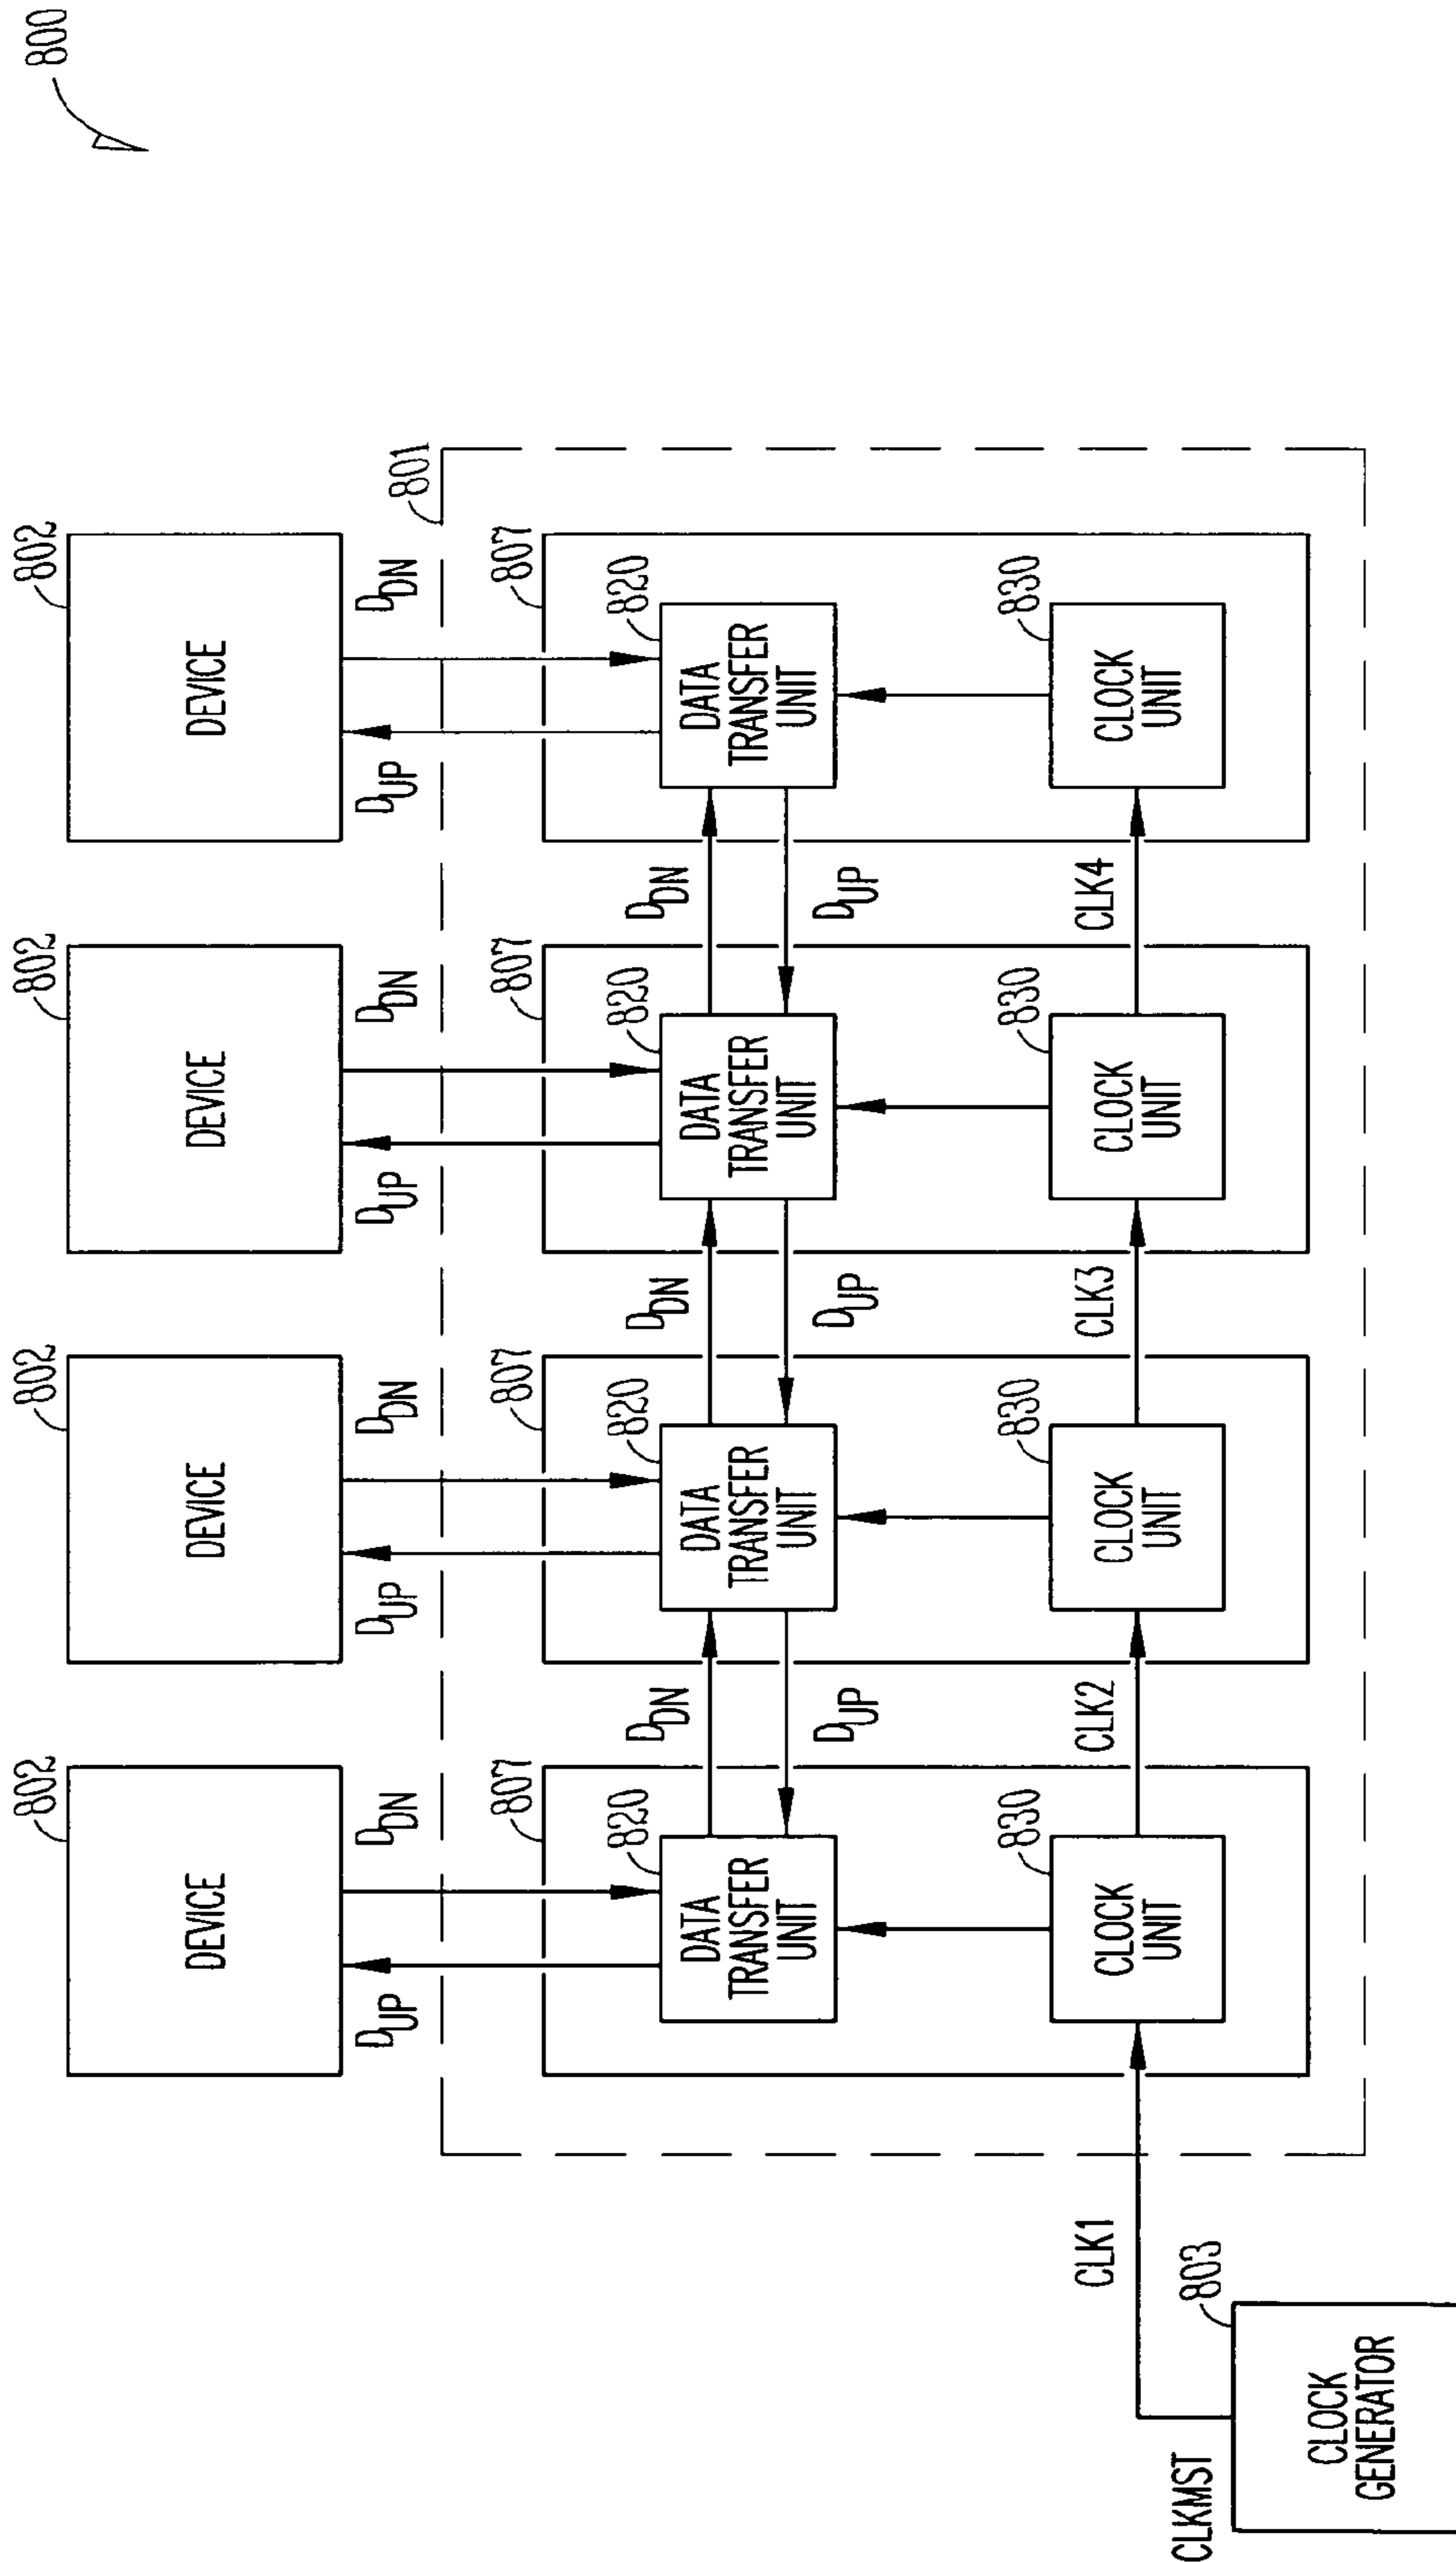 800
802
802
802
802
DEVICE
DEVICE
DEVICE
DEVICE
DUP
DDN
DUP
DDN
DUP
DDN
DUP
DDN
801
807
807
807
807
820
820
820
820
DATA
TRANSFER
UNIT
DDN
DUP
DATA
TRANSFER
UNIT
DDN
DUP
DATA
TRANSFER
UNIT
DDN
DUP
DATA
TRANSFER
UNIT
830
830
830
830
CLK1
CLOCK
UNIT
CLK2
CLOCK
UNIT
CLK3
CLOCK
UNIT
CLK4
CLOCK
UNIT
CLKMST
803
CLOCK
GENERATOR